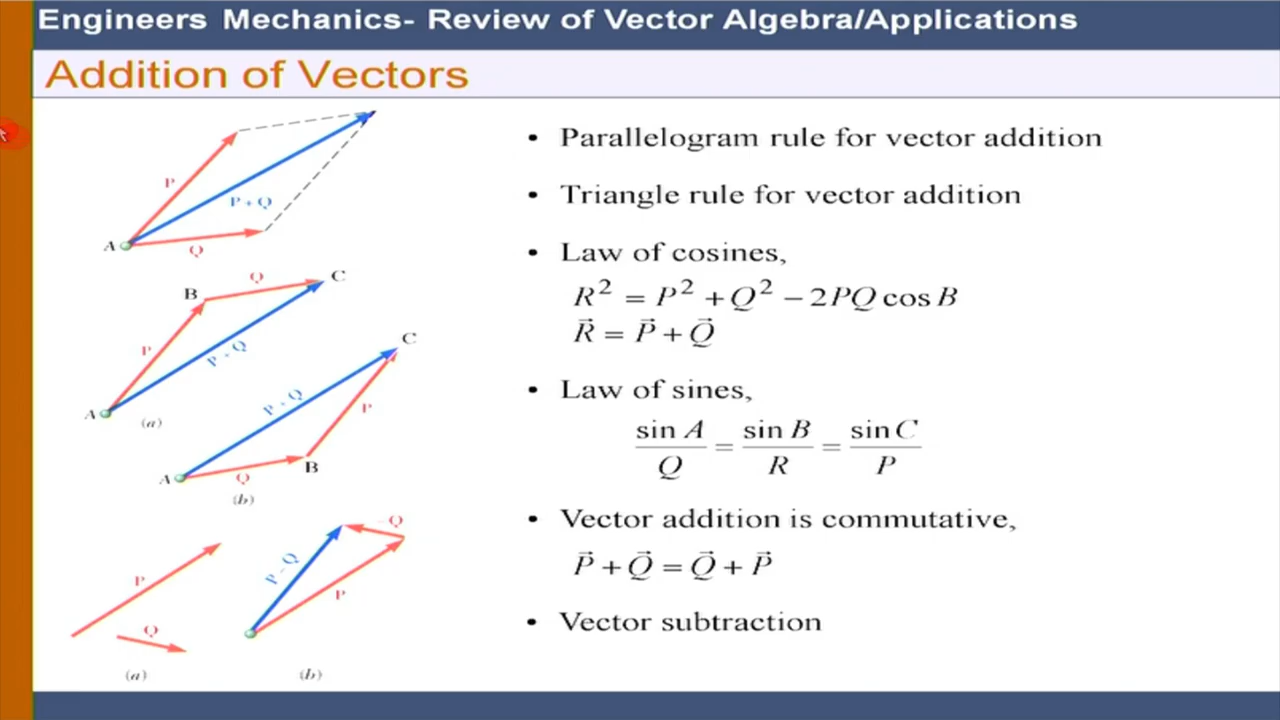 Engineers Mechanics- Review of Vector Algebra/Applications
Addition of Vectors
P
P + Q
A
Q
B
Q
C
P
P + Q
A
(a)
C
P + Q
P
A
Q
B
(b)
P
Q
(a)
–Q
P – Q
P
(b)
• Parallelogram rule for vector addition
• Triangle rule for vector addition
• Law of cosines,
R² = P² + Q² − 2PQ cos B
R⃗ = P⃗ + Q⃗
• Law of sines,
sin A / Q = sin B / R = sin C / P
• Vector addition is commutative,
P⃗ + Q⃗ = Q⃗ + P⃗
• Vector subtraction